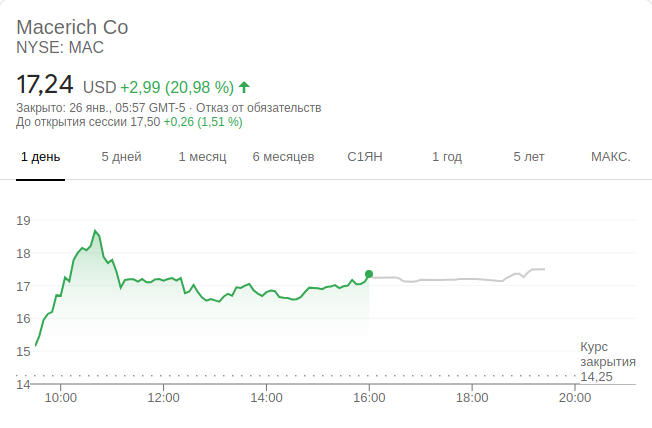 Macerich Co
NYSE: MAC
17,24 USD +2,99 (20,98 %)
Закрыто: 26 янв., 05:57 GMT-5 · Отказ от обязательств
До открытия сессии 17,50 +0,26 (1,51 %)
1 день 5 дней 1 месяц 6 месяцев С1ЯН 1 год 5 лет МАКС.
19
18
17
16
15
Курс
закрытия
14,25
14
10:00 12:00 14:00 16:00 18:00 20:00